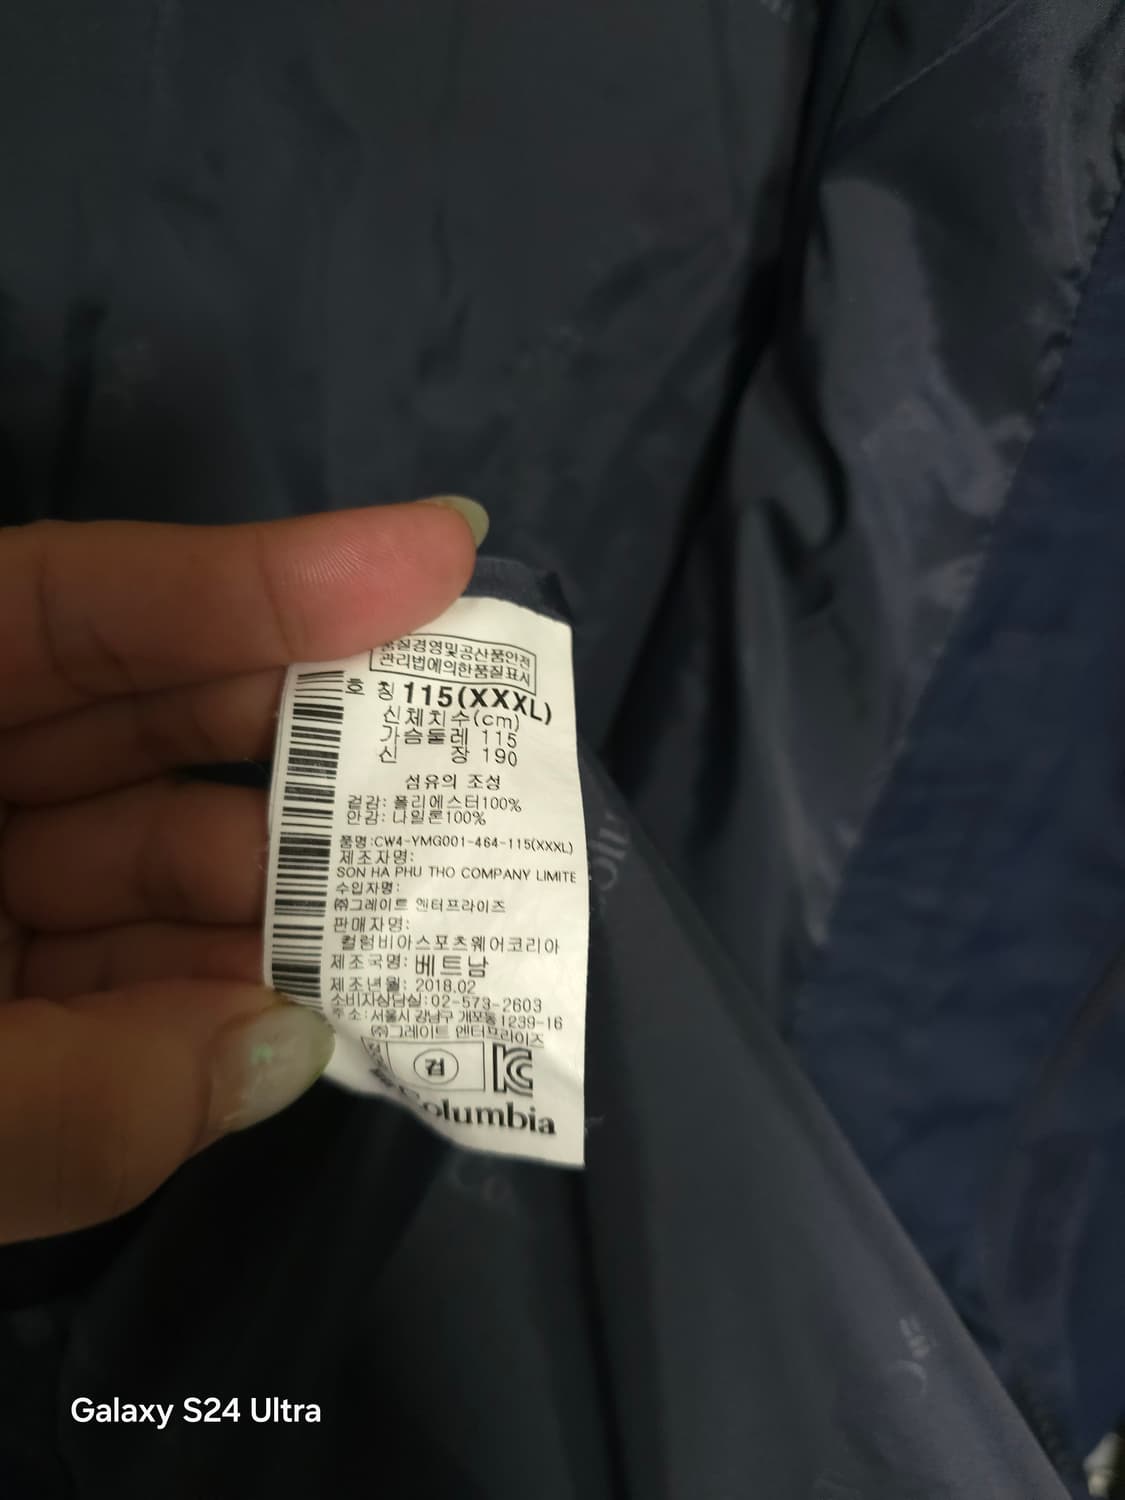 품질경영및공산품안전
관리법에의한품질표시
호 칭 115(XXXL)
신체치수(cm)
가슴둘레 115
신 장 190
섬유의 조성
겉감: 폴리에스터100%
안감: 나일론100%
품명:CW4-YMG001-464-115(XXXL)
제조자명:
SON HA PHU THO COMPANY LIMITE
수입자명:
㈜그레이트 엔터프라이즈
판매자명:
컬럼비아스포츠웨어코리아
제조국명: 베트남
제조년월: 2018.02
소비자상담실:02-573-2603
주 소:서울시 강남구 개포동 1239-16
㈜그레이트 엔터프라이즈
검
KC
Columbia
Galaxy S24 Ultra